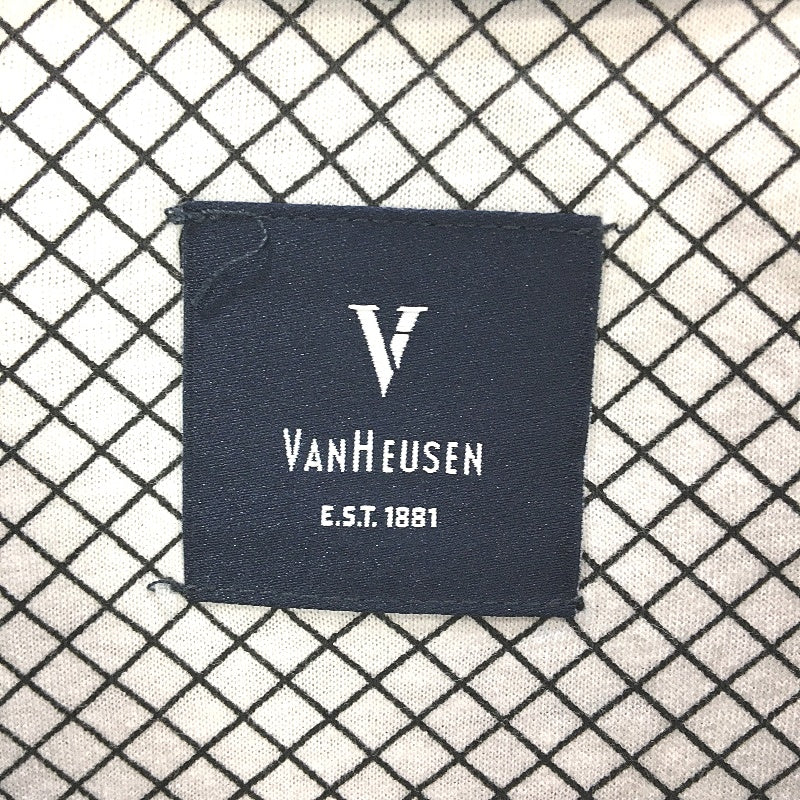 V
VANHEUSEN
E.S.T. 1881